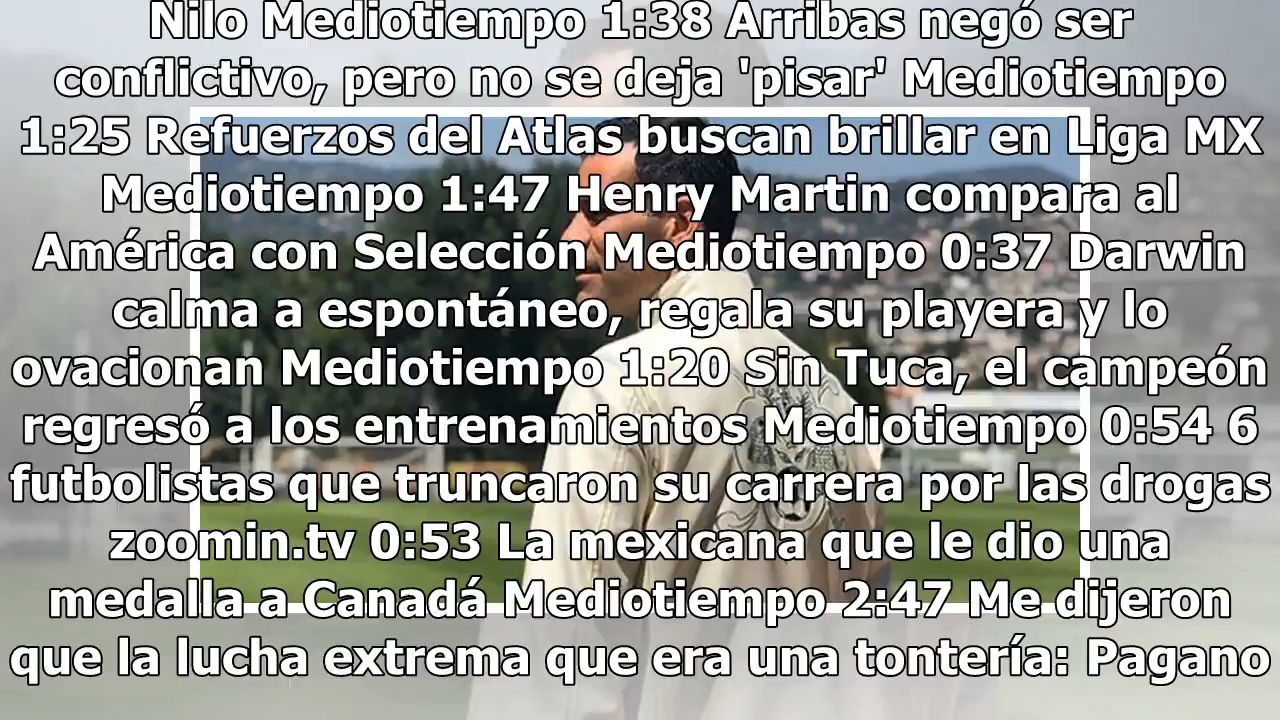 Nilo Mediotiempo 1:38 Arribas negó ser
conflictivo, pero no se deja 'pisar' Mediotiempo
1:25 Refuerzos del Atlas buscan brillar en Liga MX
Mediotiempo 1:47 Henry Martin compara al
América con Selección Mediotiempo 0:37 Darwin
calma a espontáneo, regala su playera y lo
ovacionan Mediotiempo 1:20 Sin Tuca, el campeón
regresó a los entrenamientos Mediotiempo 0:54 6
futbolistas que truncaron su carrera por las drogas
zoomin.tv 0:53 La mexicana que le dio una
medalla a Canadá Mediotiempo 2:47 Me dijeron
que la lucha extrema que era una tontería: Pagano